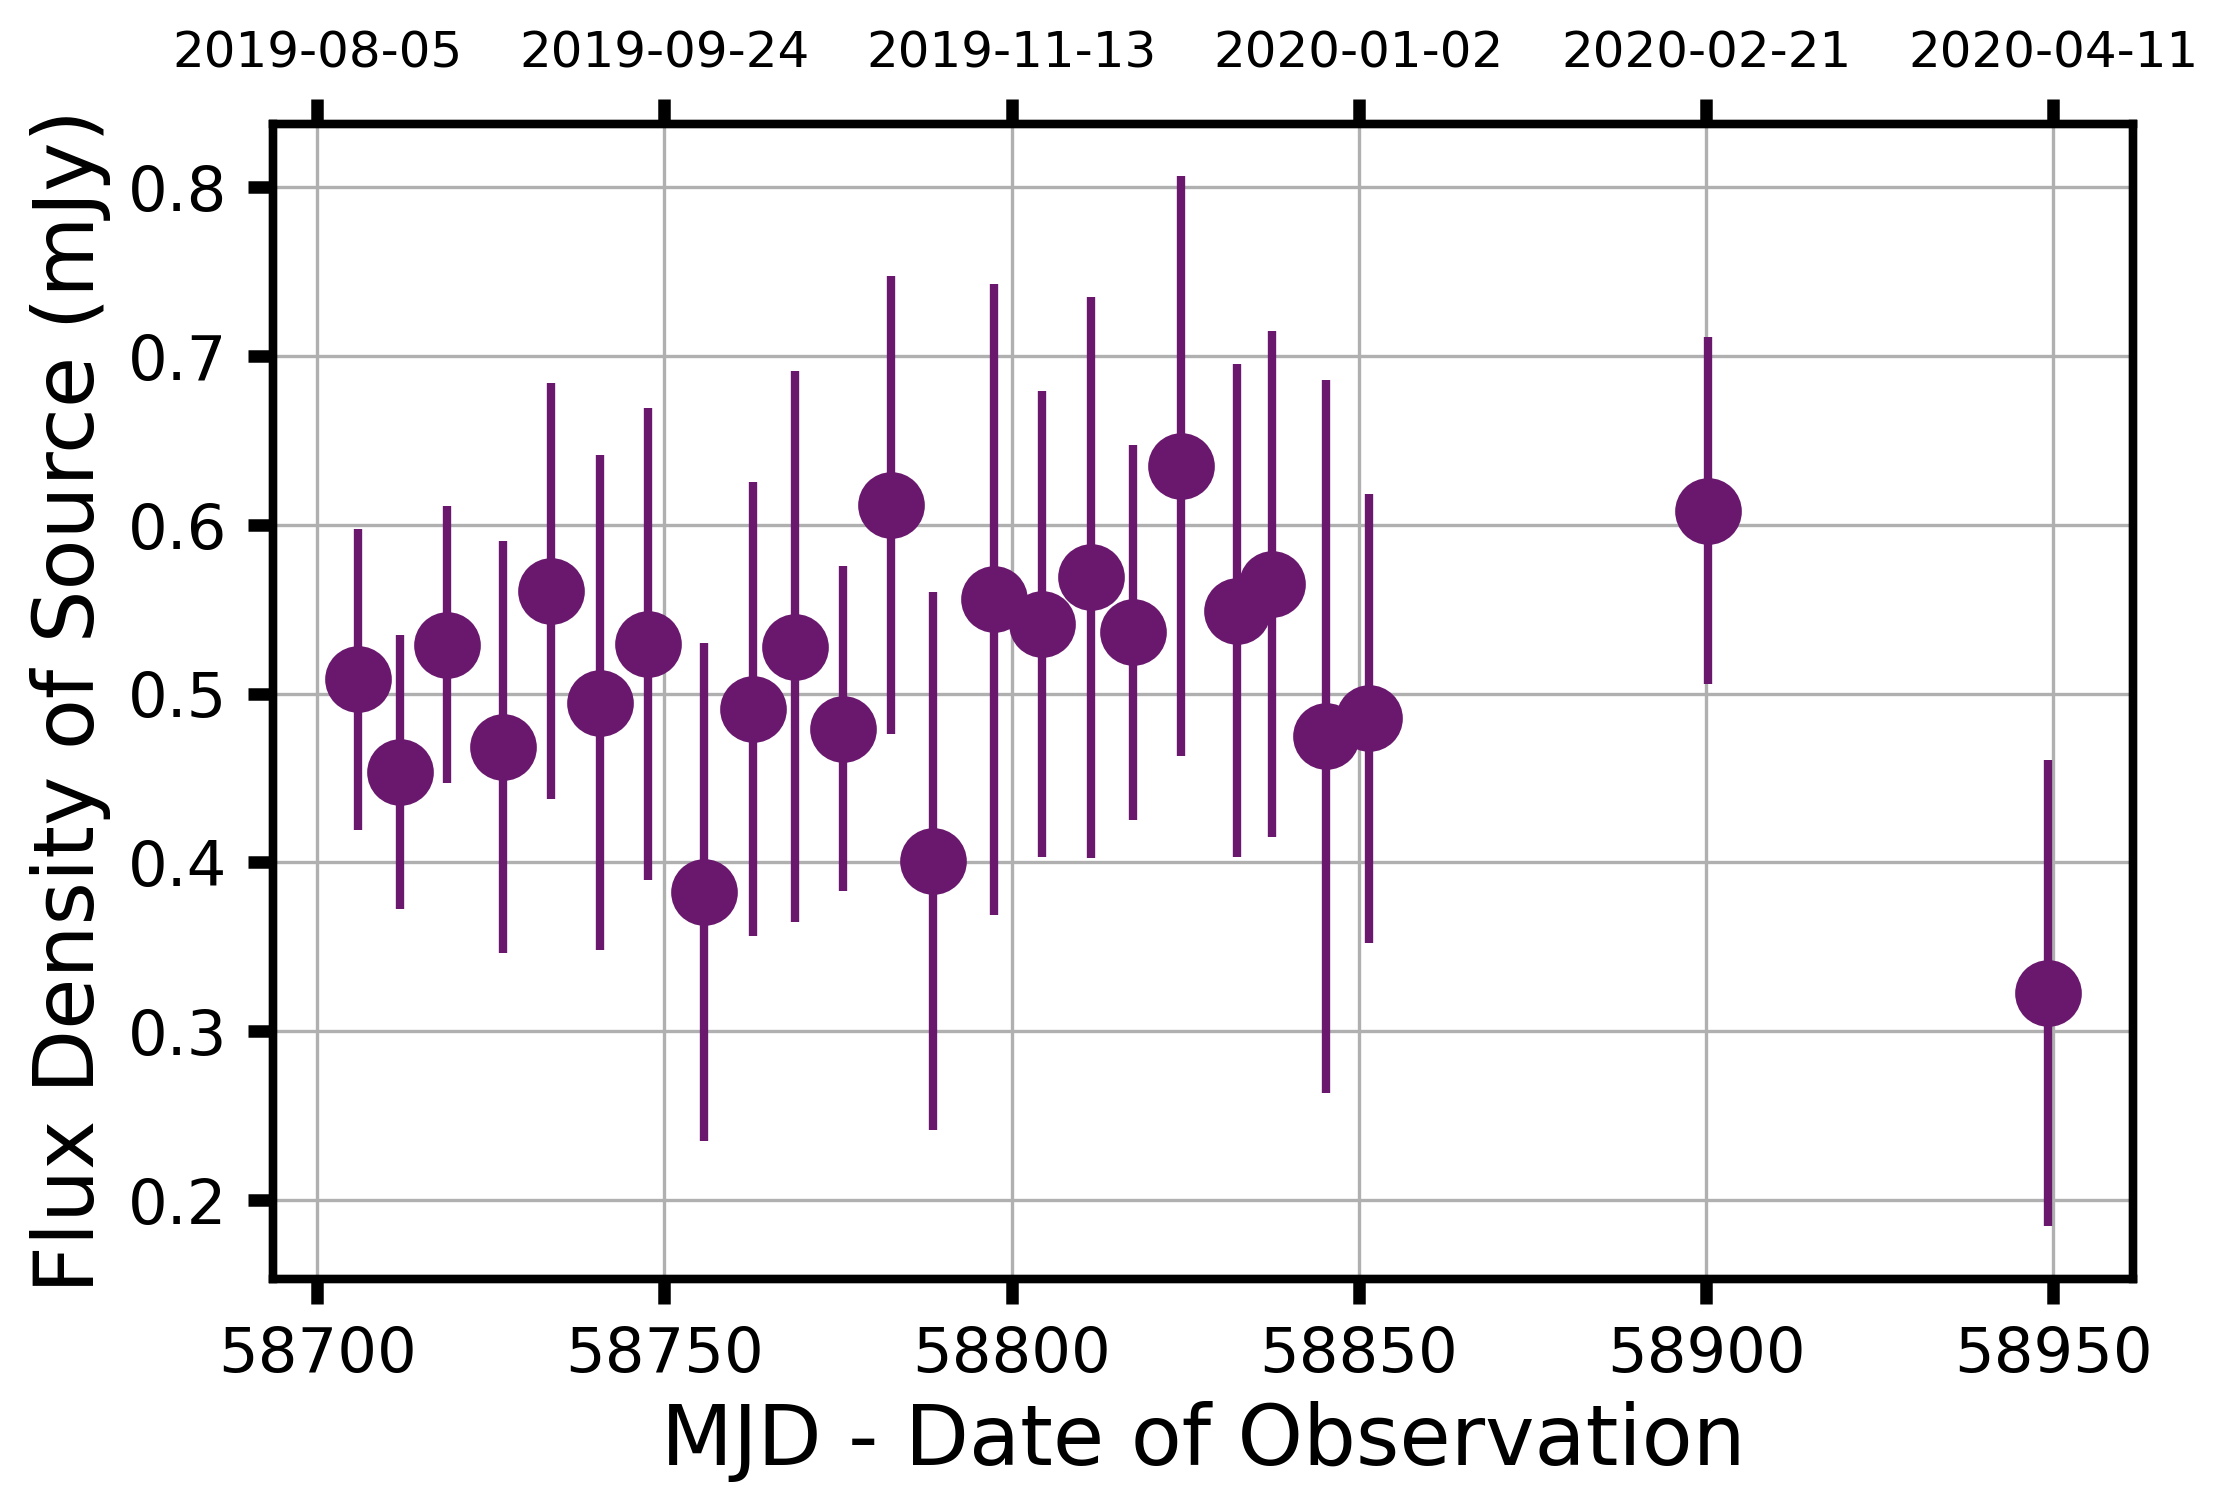 2019-08-05 2019-09-24 2019-11-13 2020-01-02 2020-02-21 2020-04-11
Flux Density of Source (mJy)
0.8
0.7
0.6
0.5
0.4
0.3
0.2
58700 58750 58800 58850 58900 58950
MJD - Date of Observation